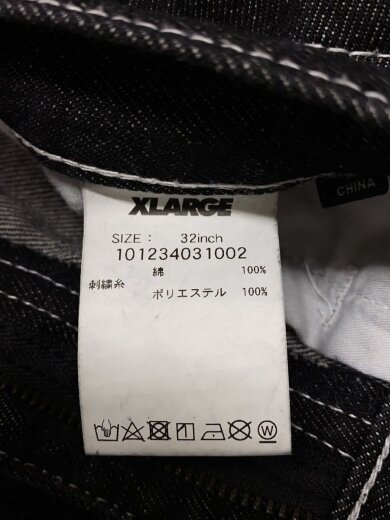 CHINA
XLARGE
SIZE : 32inch
101234031002
綿 100%
刺繍糸 ポリエステル 100%
W